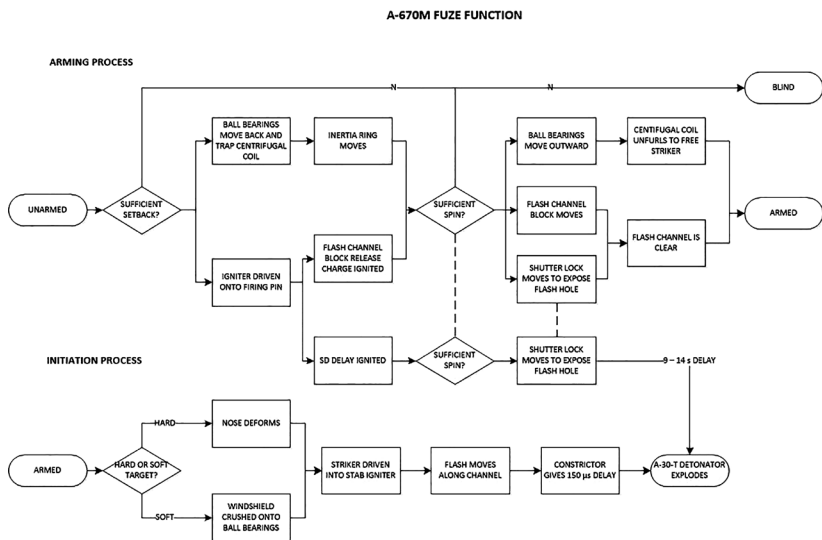 A-670M FUZE FUNCTION
ARMING PROCESS
N
N
BLIND
BALL BEARINGS
MOVE BACK AND
TRAP CENTRIFUGAL
COIL
INERTIA RING
MOVES
BALL BEARINGS
MOVE OUTWARD
CENTIFUGAL COIL
UNFURLS TO FREE
STRIKER
UNARMED
SUFFICIENT
SETBACK?
SUFFICIENT
SPIN?
FLASH CHANNEL
BLOCK MOVES
ARMED
FLASH CHANNEL
BLOCK RELEASE
CHARGE IGNITED
FLASH CHANNEL IS
CLEAR
IGNITER DRIVEN
ONTO FIRING PIN
SHUTTER LOCK
MOVES TO EXPOSE
FLASH HOLE
SD DELAY IGNITED
SUFFICIENT
SPIN?
SHUTTER LOCK
MOVES TO EXPOSE
FLASH HOLE
9 – 14 s DELAY
INITIATION PROCESS
HARD
NOSE DEFORMS
ARMED
HARD OR SOFT
TARGET?
STRIKER DRIVEN
INTO STAB IGNITER
FLASH MOVES
ALONG CHANNEL
CONSTRICTOR
GIVES 150 µs DELAY
A-30-T DETONATOR
EXPLODES
SOFT
WINDSHIELD
CRUSHED ONTO
BALL BEARINGS